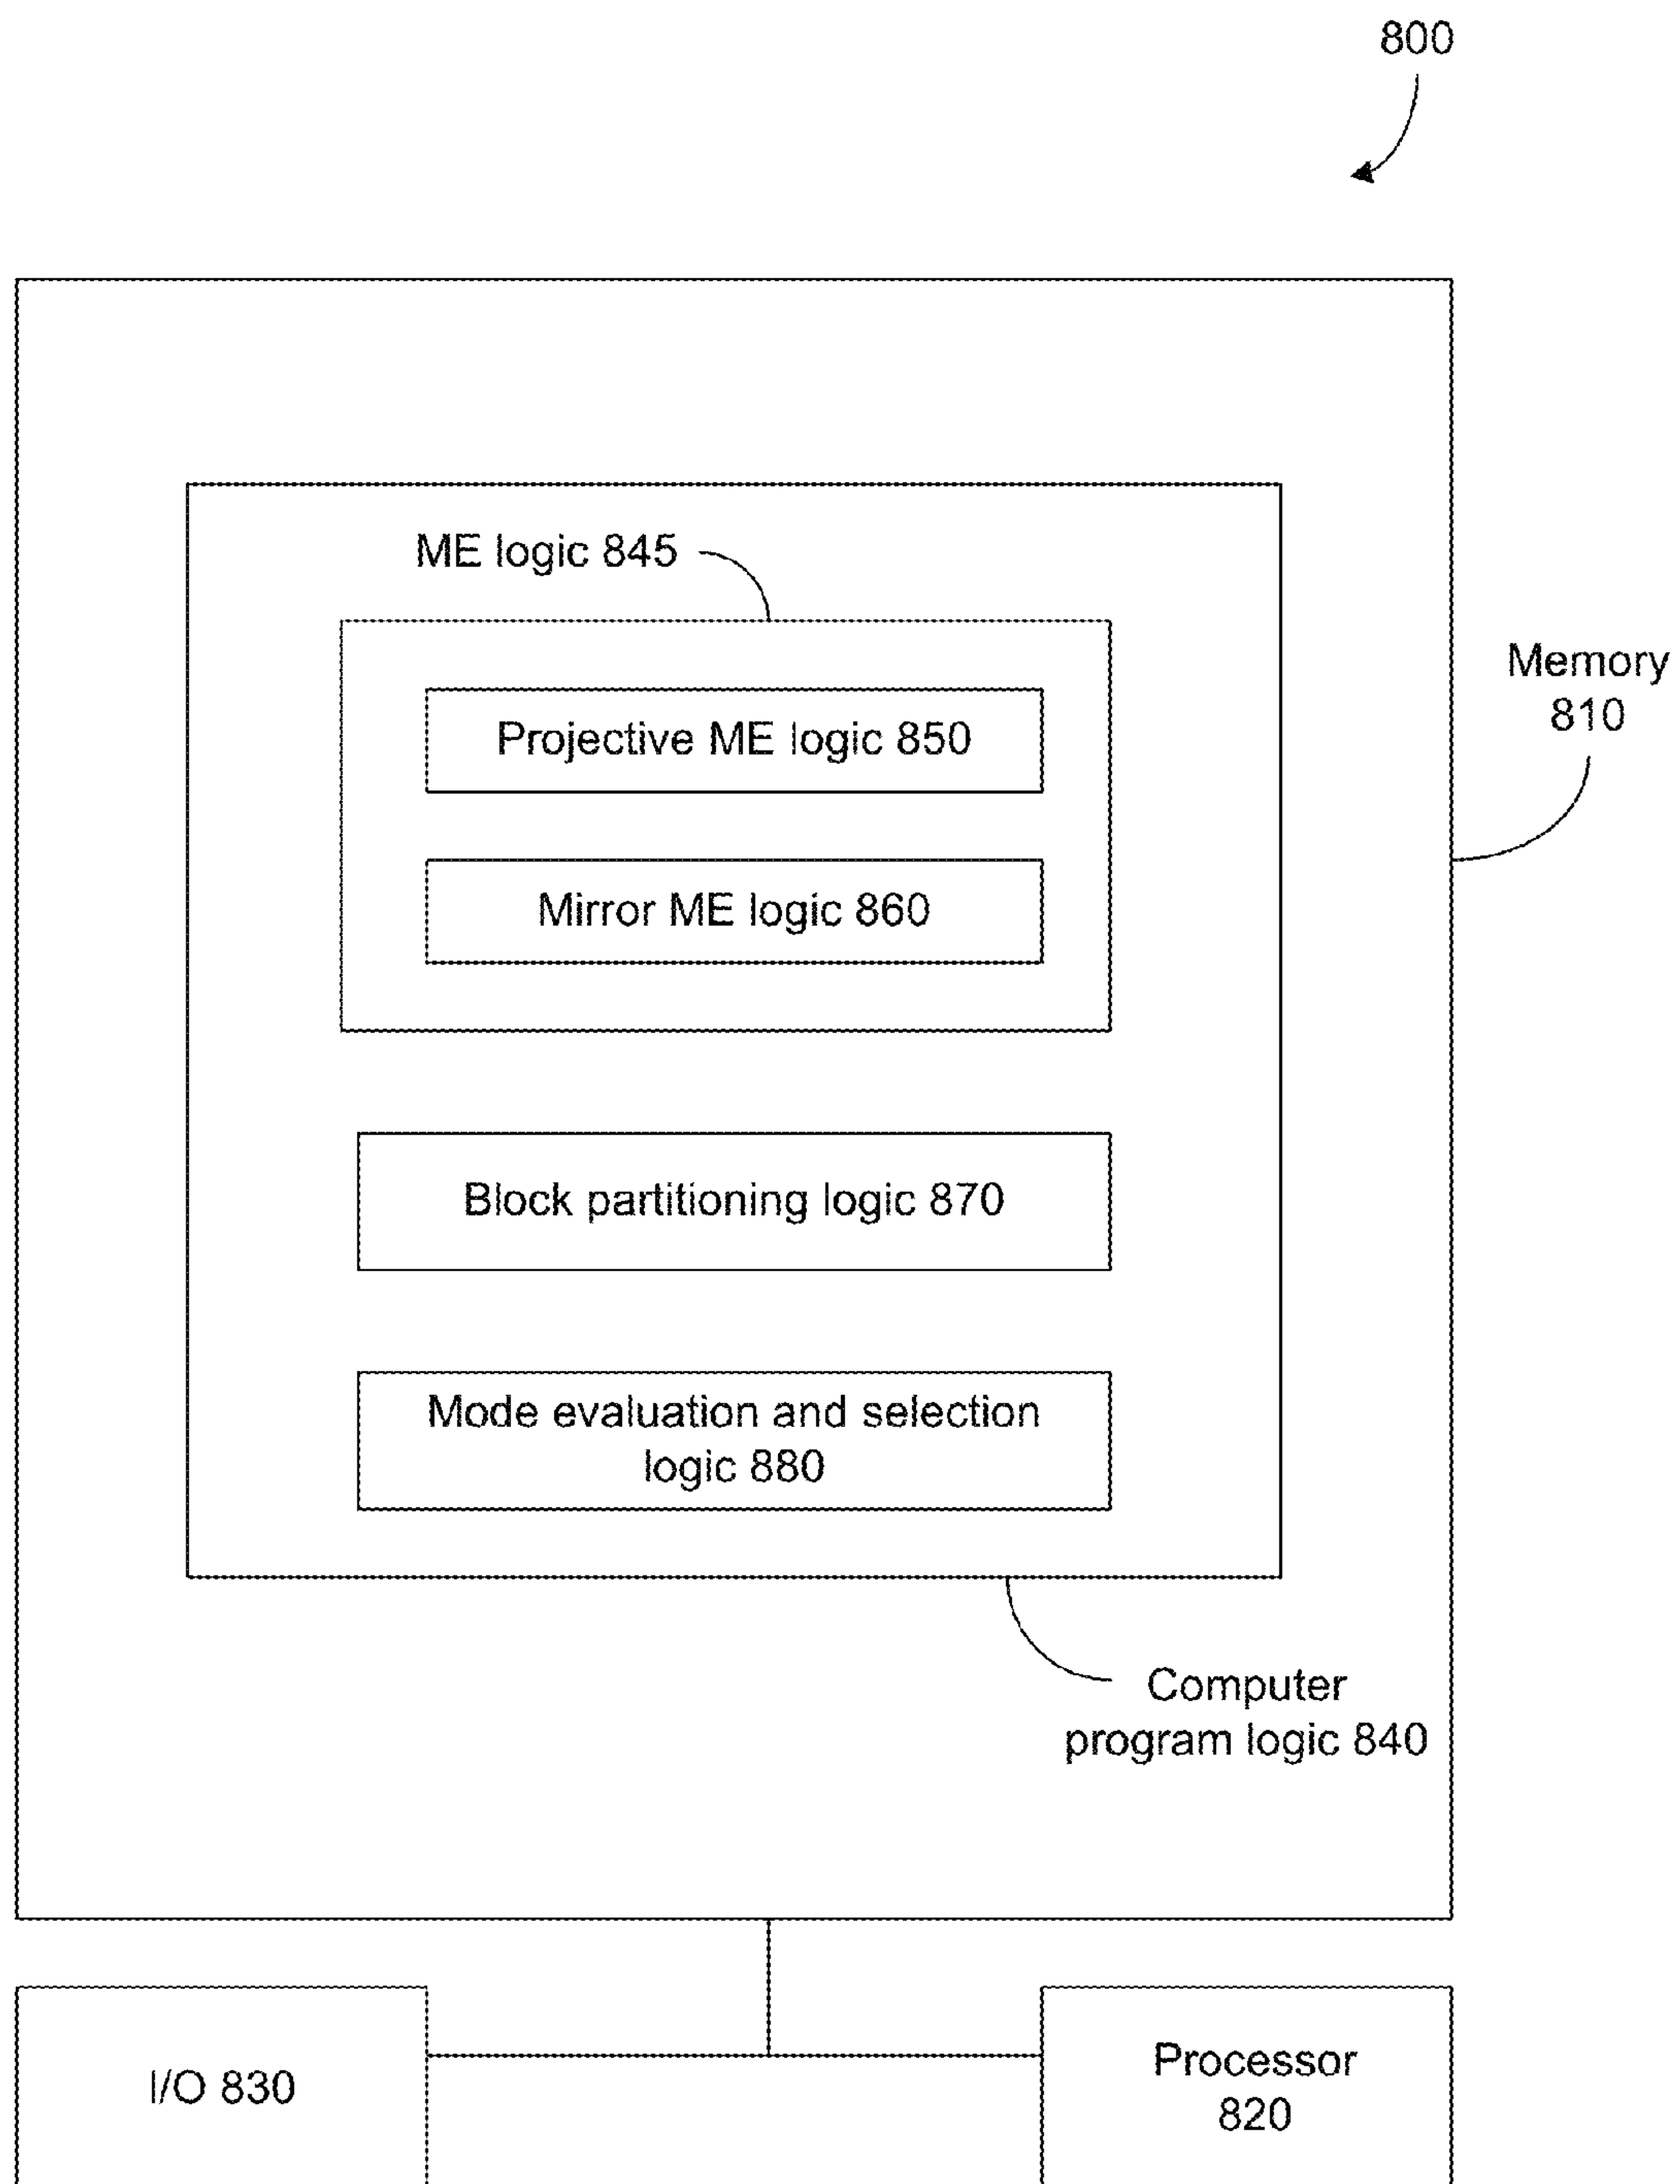 800
ME logic 845
Projective ME logic 850
Memory
810
Mirror ME logic 860
Block partitioning logic 870
Mode evaluation and selection
logic 880
Computer
program logic 840
I/O 830
Processor
820